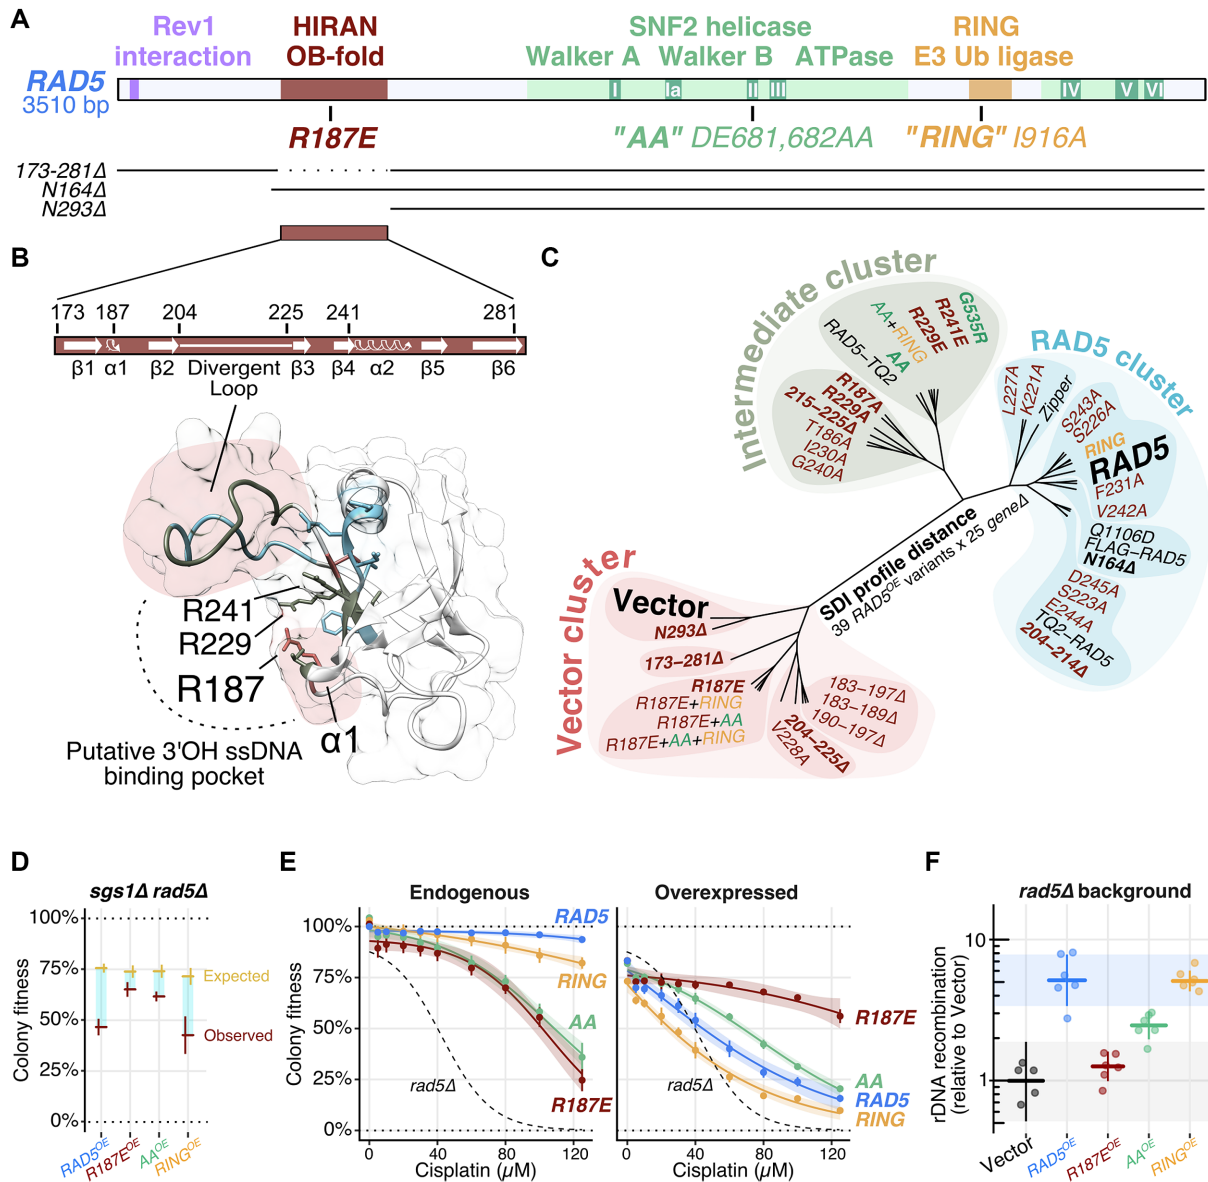 A
Rev1
interaction
HIRAN
OB-fold
SNF2 helicase
Walker A Walker B ATPase
RING
E3 Ub ligase
RAD5
3510 bp
I Ia II III IV V VI
R187E
"AA" DE681,682AA
"RING" I916A
173-281Δ
N164Δ
N293Δ
B
173 187 204 225 241 281
β1 α1 β2 Divergent Loop β3 β4 α2 β5 β6
R241
R229
R187
α1
Putative 3'OH ssDNA
binding pocket
C
Intermediate cluster
RAD5-TQ2
AA+RING
AA
R229E
R241E
G535R
R187A
R229A
215-225Δ
T186A
I230A
G240A
RAD5 cluster
L227A
K221A
Zipper
S243A
S226A
RING
RAD5
F231A
V242A
Q1106D
FLAG-RAD5
N164Δ
D245A
S223A
E244A
TQ2-RAD5
204-214Δ
SDI profile distance
39 RAD5OE variants x 25 geneΔ
Vector cluster
Vector
N293Δ
173-281Δ
R187E
R187E+RING
R187E+AA
R187E+AA+RING
V228A
204-225Δ
183-197Δ
183-189Δ
190-197Δ
D
sgs1Δ rad5Δ
Colony fitness
100%
75%
50%
25%
0%
Expected
Observed
RAD5OE
R187EOE
AAOE
RINGOE
E
Endogenous
Colony fitness
100%
75%
50%
25%
0%
RAD5
RING
AA
R187E
rad5Δ
0 40 80 120
Cisplatin (µM)
Overexpressed
Colony fitness
100%
75%
50%
25%
0%
R187E
AA
RAD5
RING
rad5Δ
0 40 80 120
Cisplatin (µM)
F
rad5Δ background
rDNA recombination
(relative to Vector)
10
1
Vector
RAD5OE
R187EOE
AAOE
RINGOE